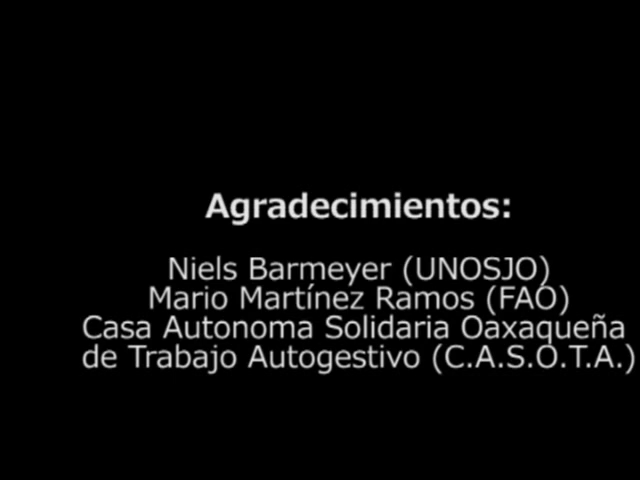 Agradecimientos:
Niels Barmeyer (UNOSJO)
Mario Martínez Ramos (FAO)
Casa Autonoma Solidaria Oaxaqueña
de Trabajo Autogestivo (C.A.S.O.T.A.)